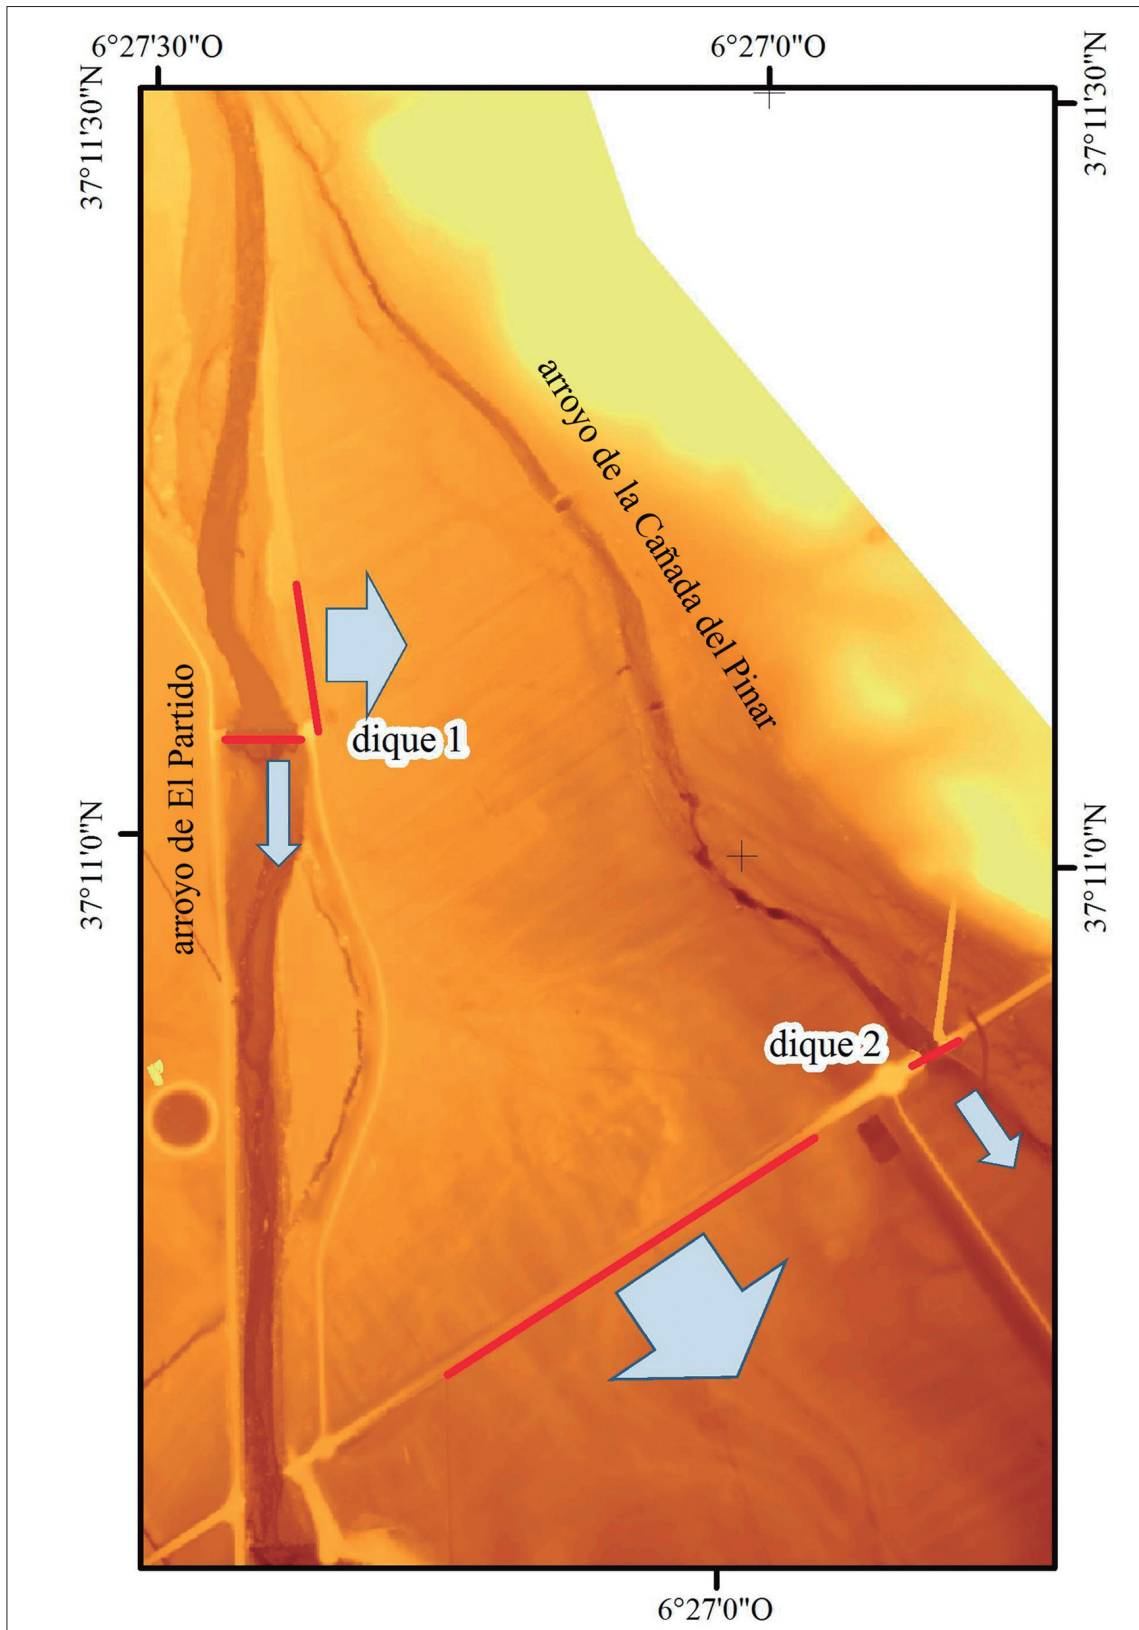 6°27'30"O
6°27'0"O
37°11'30"N
37°11'30"N
arroyo de la Cañada del Pinar
arroyo de El Partido
dique 1
37°11'0"N
37°11'0"N
dique 2
6°27'0"O